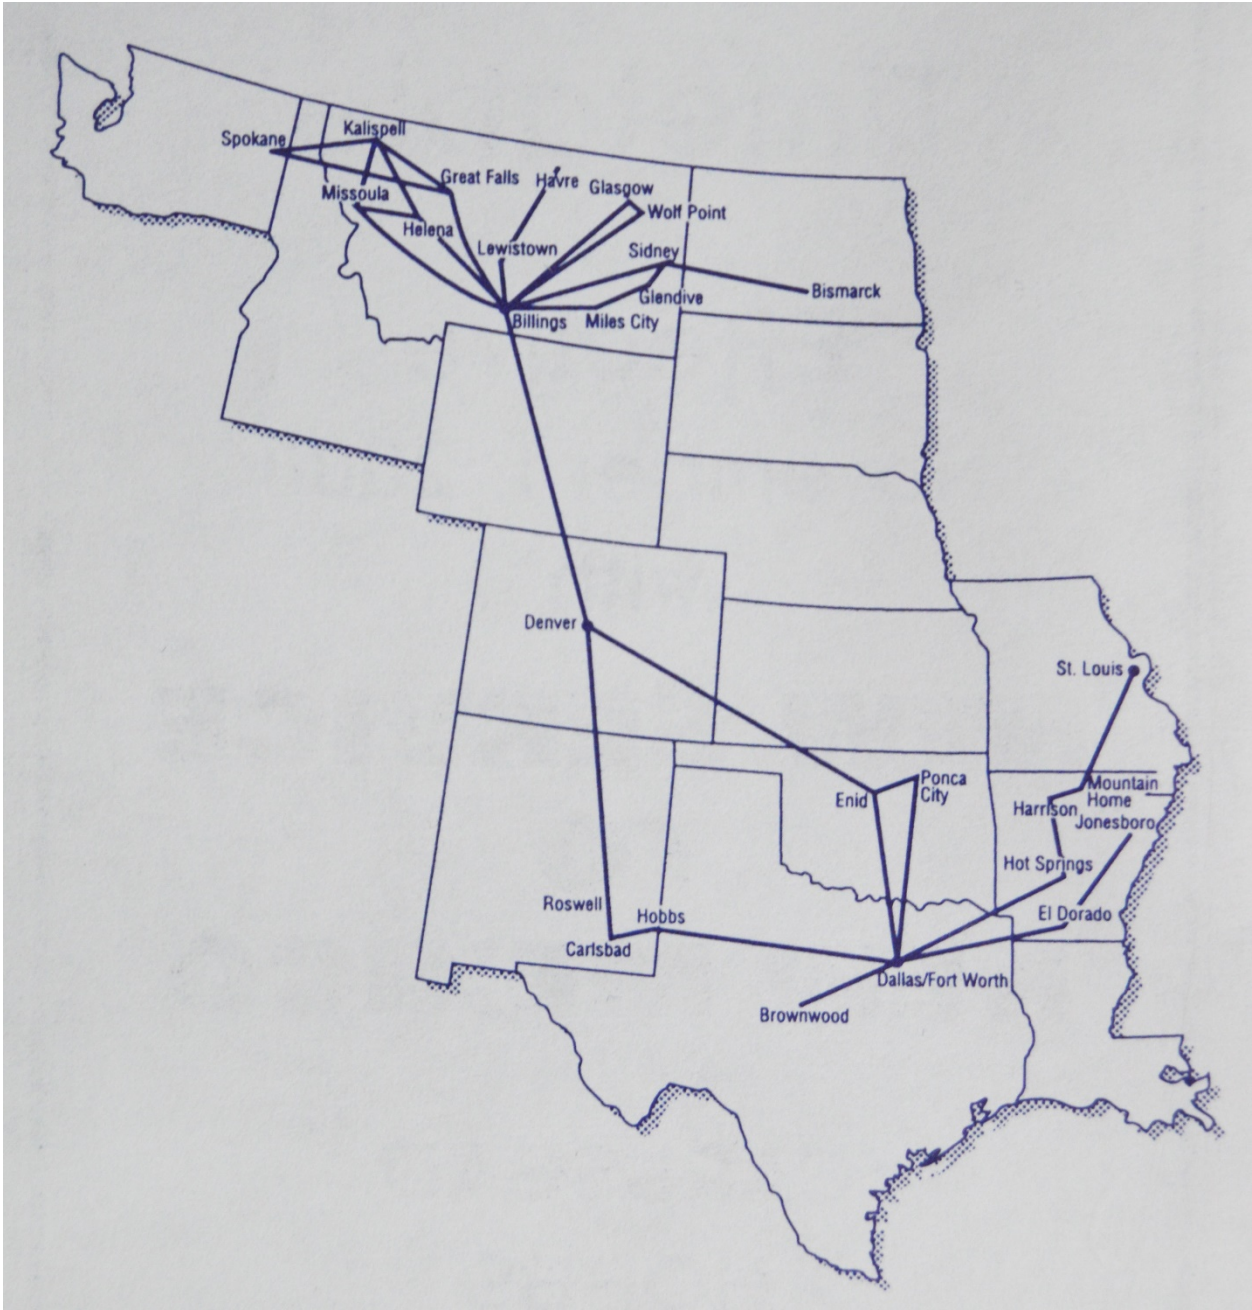 Kalispell
Spokane
Great Falls
Havre
Glasgow
Missoula
Wolf Point
Helena
Lewistown
Sidney
Bismarck
Glendive
Billings
Miles City
Denver
St. Louis
Ponca
City
Enid
Mountain
Home
Harrison
Jonesboro
Hot Springs
Roswell
Hobbs
El Dorado
Carlsbad
Dallas/Fort Worth
Brownwood